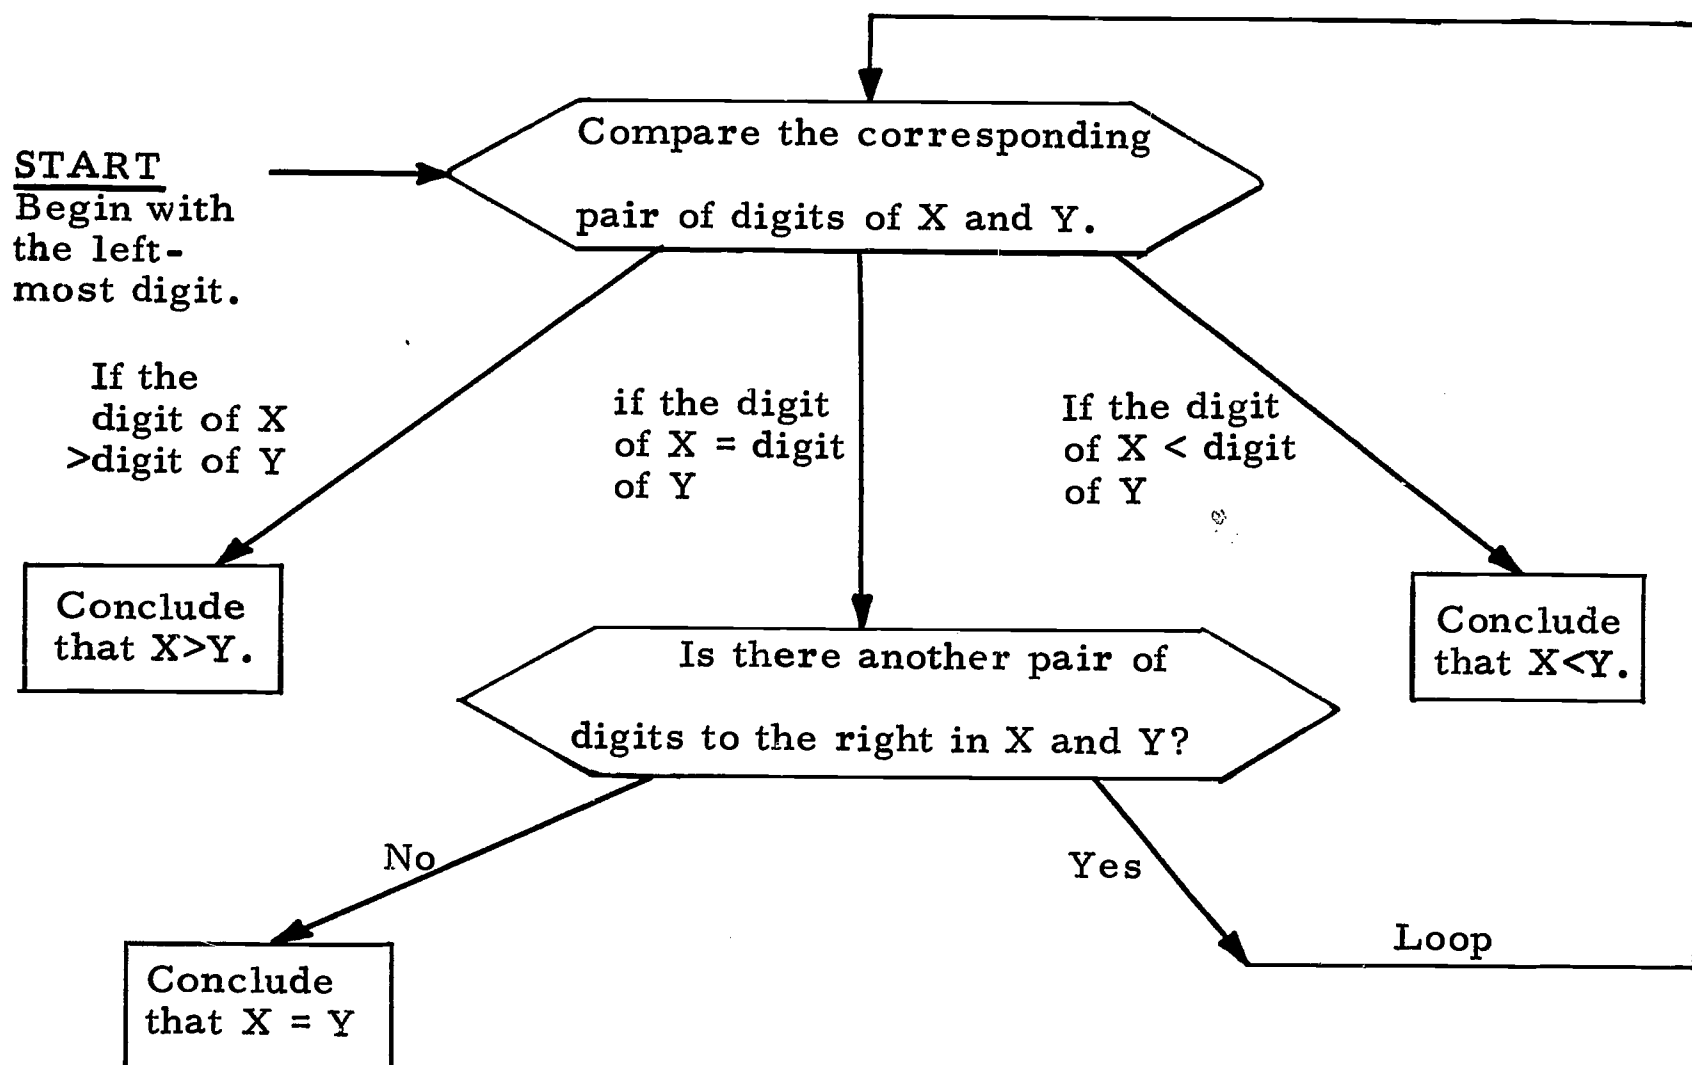 START
Begin with
the left-
most digit.
Compare the corresponding
pair of digits of X and Y.
If the
digit of X
>digit of Y
if the digit
of X = digit
of Y
If the digit
of X < digit
of Y
Conclude
that X>Y.
Is there another pair of
digits to the right in X and Y?
Conclude
that X<Y.
No
Yes
Loop
Conclude
that X = Y